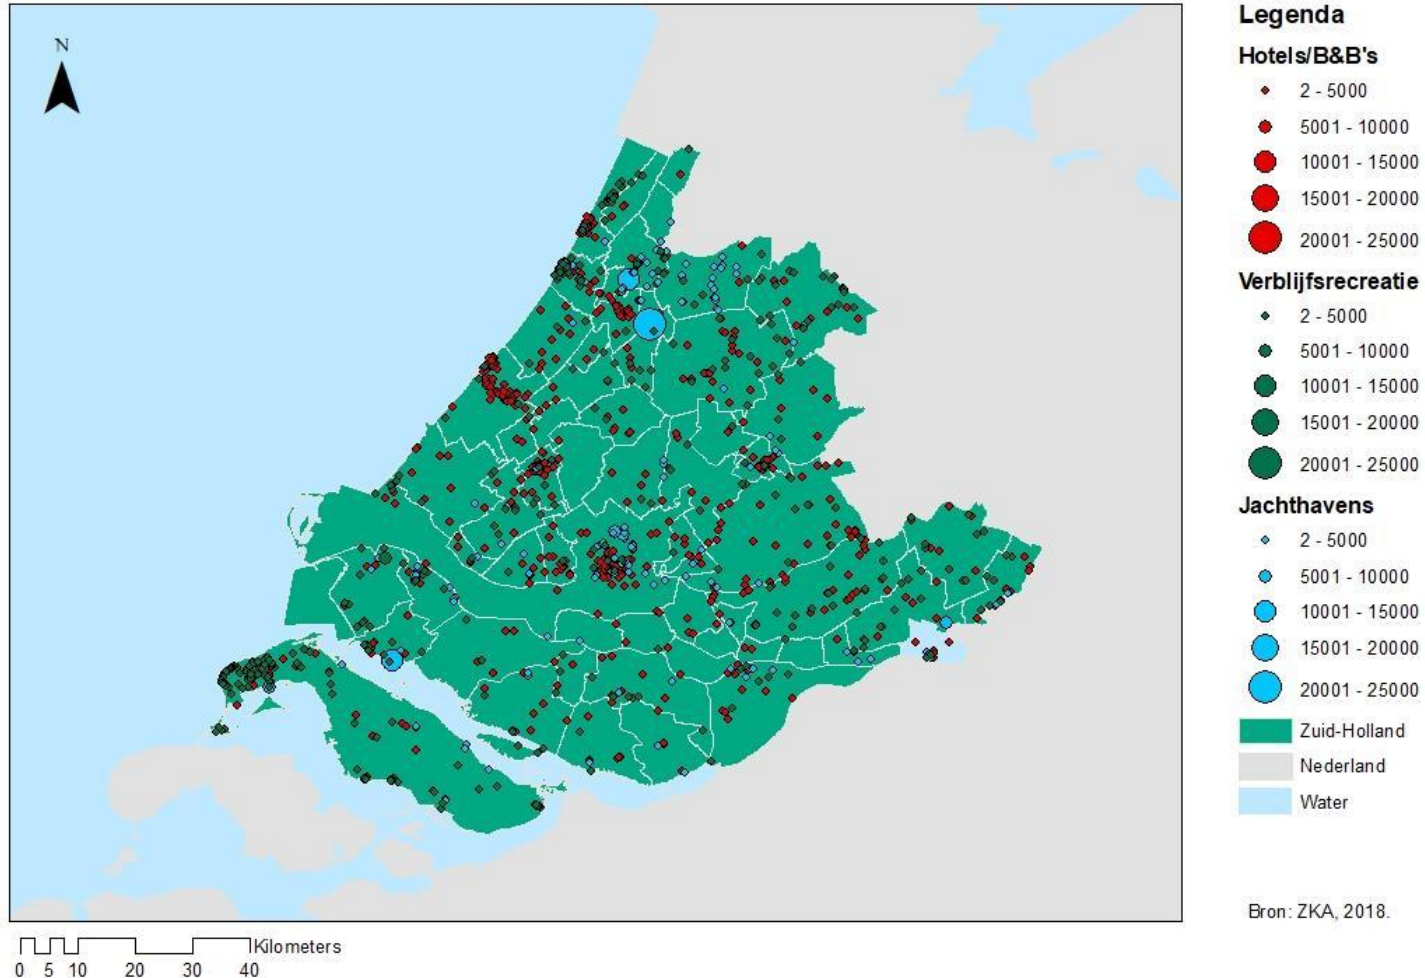 N
Legenda
Hotels/B&B's
2 - 5000
5001 - 10000
10001 - 15000
15001 - 20000
20001 - 25000
Verblijfsrecreatie
2 - 5000
5001 - 10000
10001 - 15000
15001 - 20000
20001 - 25000
Jachthavens
2 - 5000
5001 - 10000
10001 - 15000
15001 - 20000
20001 - 25000
Zuid-Holland
Nederland
Water
Bron: ZKA, 2018.
Kilometers
0 5 10 20 30 40